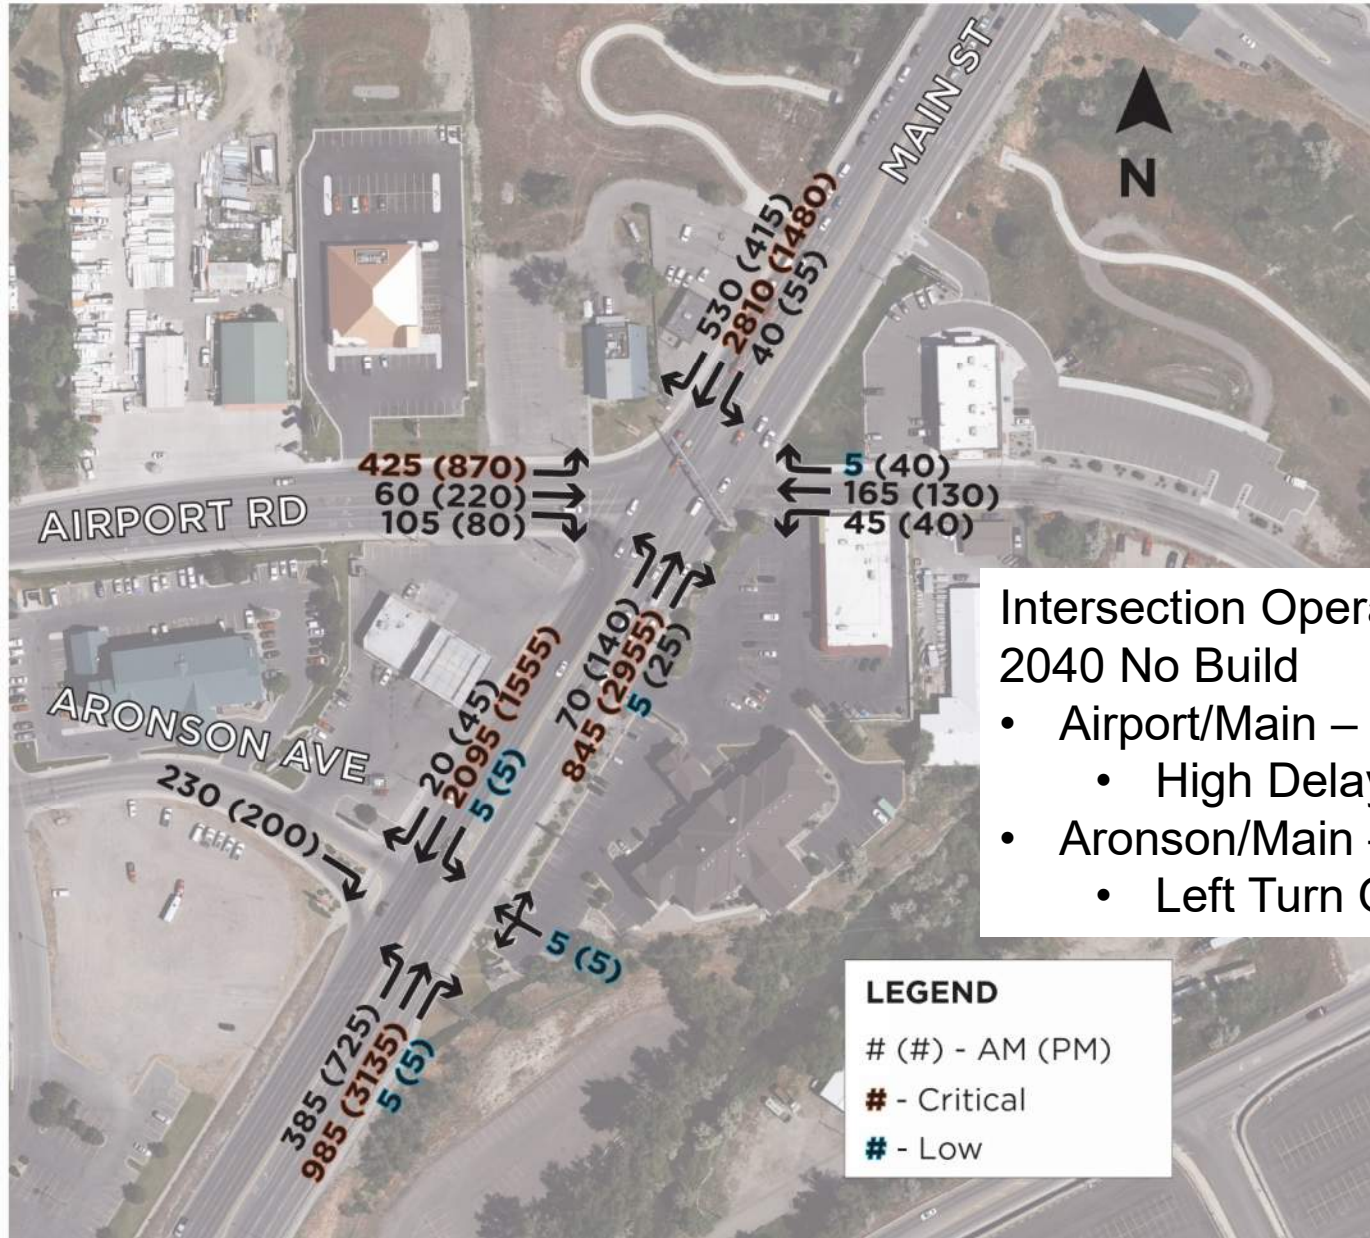 MAIN ST
N
530 (415)
2810 (1480)
40 (55)
425 (870)
60 (220)
105 (80)
5 (40)
165 (130)
45 (40)
AIRPORT RD
70 (140)
845 (2955)
5 (25)
ARONSON AVE
20 (45)
2095 (1555)
5 (5)
230 (200)
5 (5)
385 (725)
985 (3135)
5 (5)
Intersection Opera
2040 No Build
• Airport/Main –
• High Delay
• Aronson/Main -
• Left Turn
LEGEND
# (#) - AM (PM)
# - Critical
# - Low